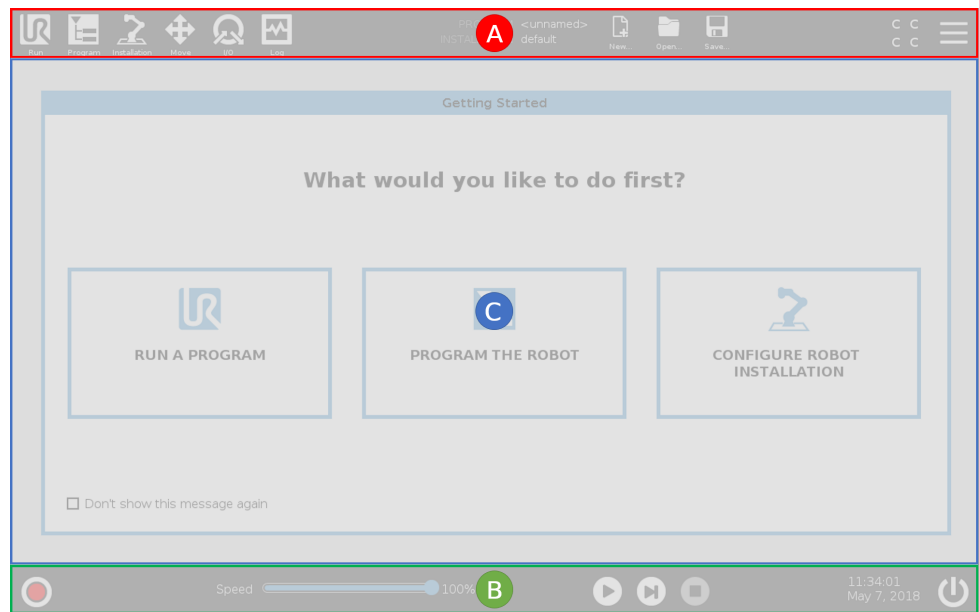 Run Program Installation Move I/O Log
<unnamed>
default
New... Open... Save...
C C
C C
A
Getting Started
What would you like to do first?
C
RUN A PROGRAM
PROGRAM THE ROBOT
CONFIGURE ROBOT
INSTALLATION
Don't show this message again
Speed 100%
B
11:34:01
May 7, 2018